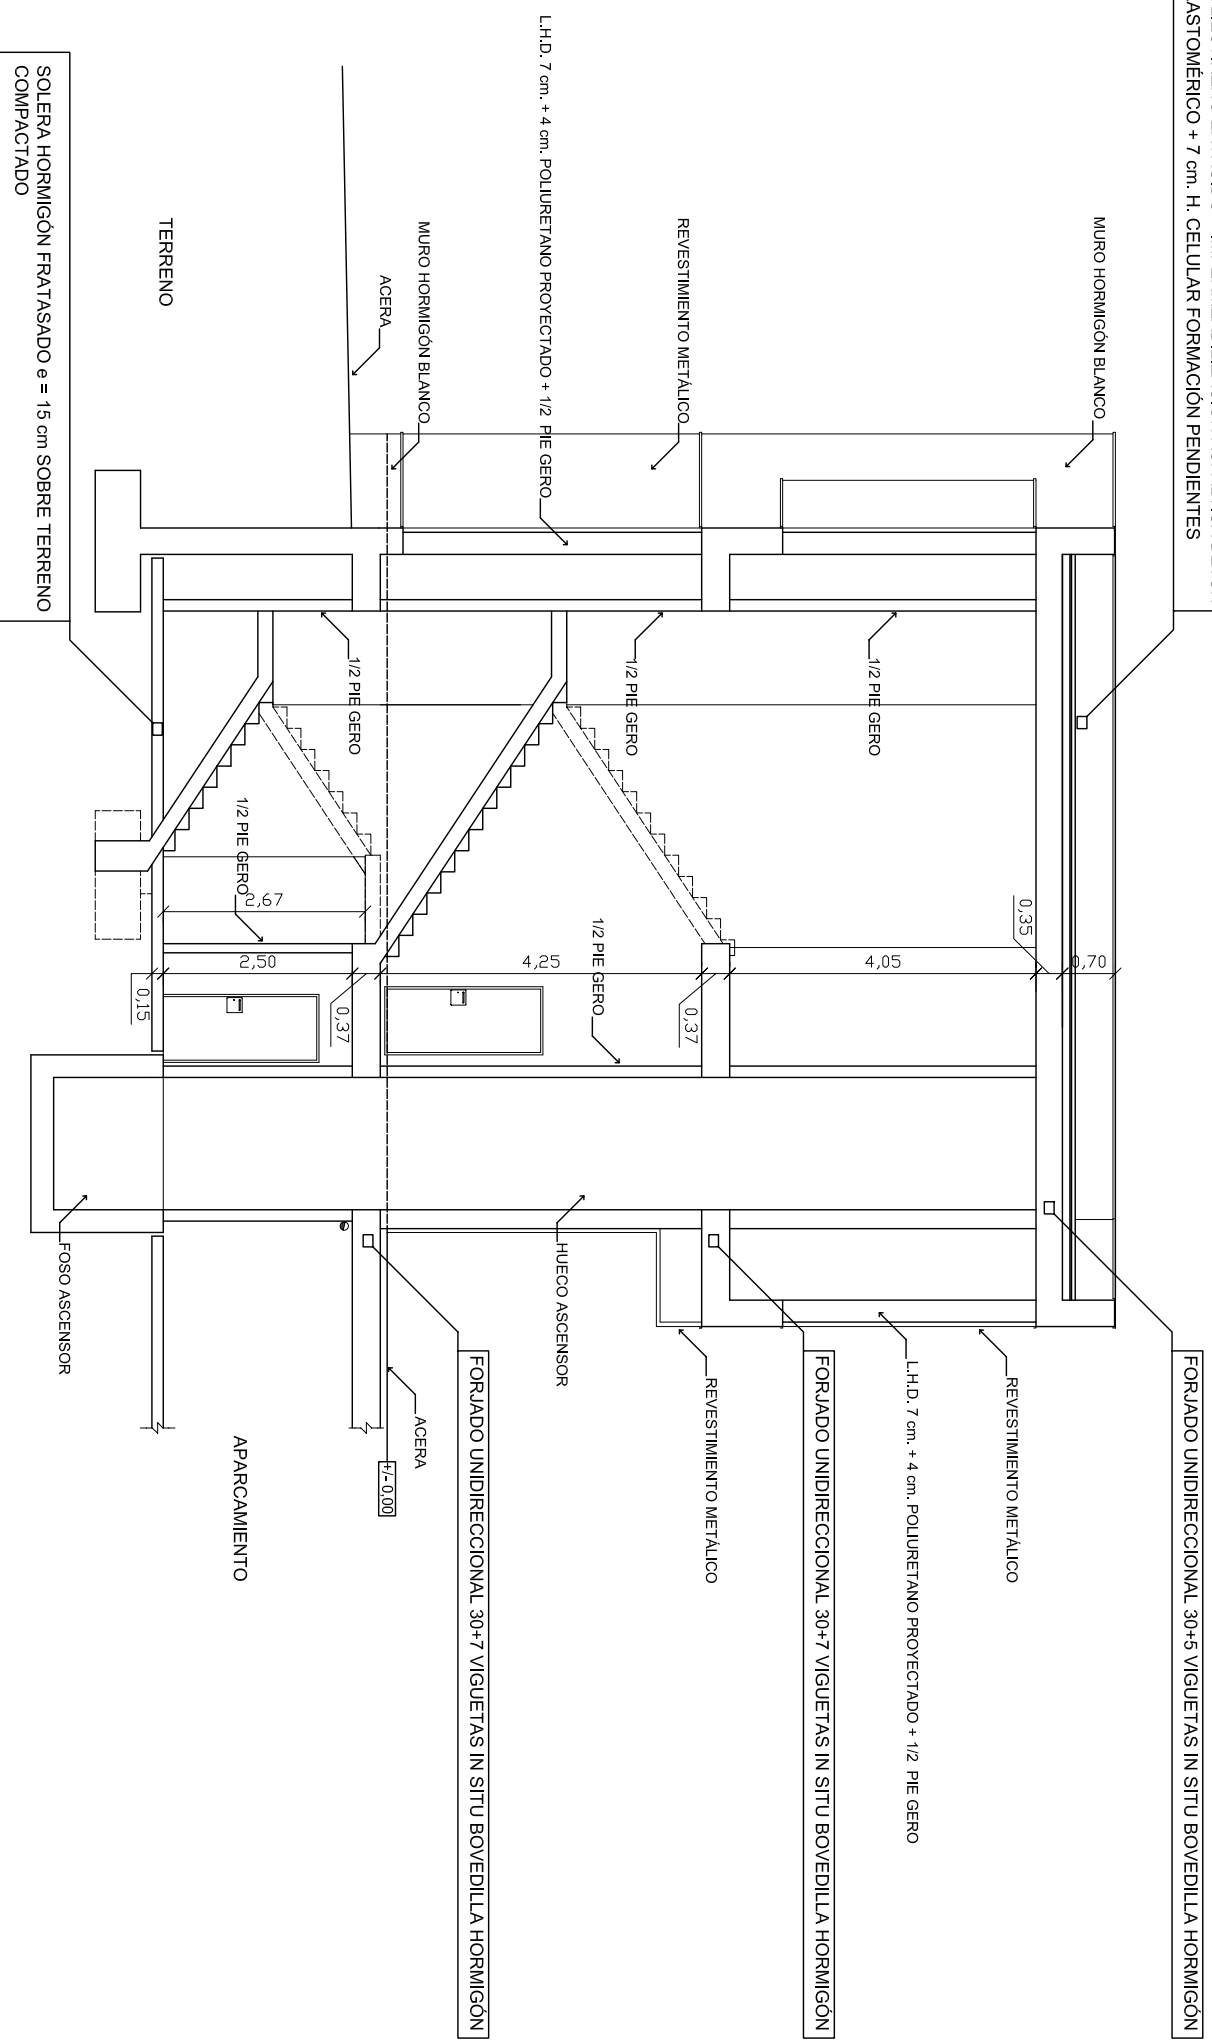 ASTOMÉRICO + 7 cm. H. CELULAR FORMACIÓN PENDIENTES
MURO HORMIGÓN BLANCO
REVESTIMIENTO METÁLICO
L.H.D. 7 cm. + 4 cm. POLIURETANO PROYECTADO + 1/2 PIE GERO
MURO HORMIGÓN BLANCO
ACERA
TERRENO
SOLERA HORMIGÓN FRATASADO e = 15 cm SOBRE TERRENO
COMPACTADO
1/2 PIE GERO
1/2 PIE GERO
1/2 PIE GERO
1/2 PIE GERO
1/2 PIE GERO
0,35
0,70
4,05
0,37
4,25
0,37
2,50
2,67
0,15
FORJADO UNIDIRECCIONAL 30+5 VIGUETAS IN SITU BOVEDILLA HORMIGÓN
REVESTIMIENTO METÁLICO
L.H.D. 7 cm. + 4 cm. POLIURETANO PROYECTADO + 1/2 PIE GERO
FORJADO UNIDIRECCIONAL 30+7 VIGUETAS IN SITU BOVEDILLA HORMIGÓN
REVESTIMIENTO METÁLICO
HUECO ASCENSOR
FORJADO UNIDIRECCIONAL 30+7 VIGUETAS IN SITU BOVEDILLA HORMIGÓN
ACERA
+/- 0,00
APARCAMIENTO
FOSO ASCENSOR